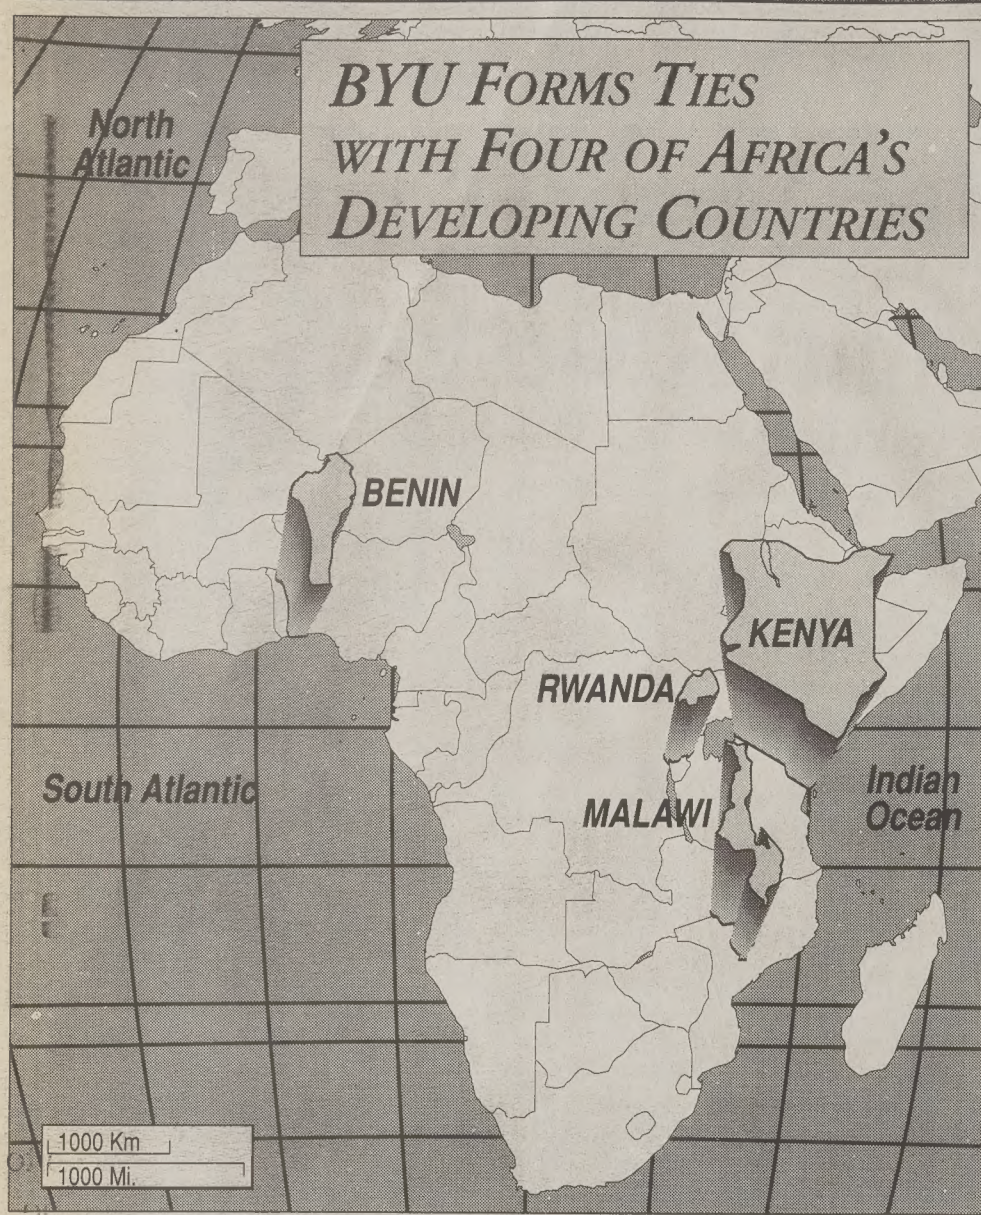 BYU FORMS TIES
WITH FOUR OF AFRICA'S
DEVELOPING COUNTRIES
North
Atlantic
BENIN
KENYA
RWANDA
South Atlantic
MALAWI
Indian
Ocean
1000 Km
1000 Mi.